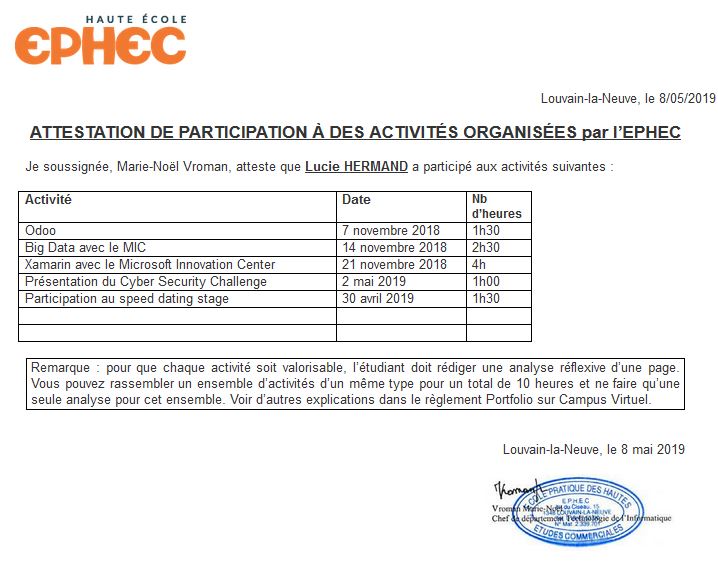 HAUTE ÉCOLE
EPHEC
Louvain-la-Neuve, le 8/05/2019
ATTESTATION DE PARTICIPATION À DES ACTIVITÉS ORGANISÉES par l'EPHEC
Je soussignée, Marie-Noël Vroman, atteste que Lucie HERMAND a participé aux activités suivantes :
Activité Date Nb d'heures
Odoo 7 novembre 2018 1h30
Big Data avec le MIC 14 novembre 2018 2h30
Xamarin avec le Microsoft Innovation Center 21 novembre 2018 4h
Présentation du Cyber Security Challenge 2 mai 2019 1h00
Participation au speed dating stage 30 avril 2019 1h30
Remarque : pour que chaque activité soit valorisable, l'étudiant doit rédiger une analyse réflexive d'une page.
Vous pouvez rassembler un ensemble d'activités d'un même type pour un total de 10 heures et ne faire qu'une
seule analyse pour cet ensemble. Voir d'autres explications dans le règlement Portfolio sur Campus Virtuel.
Louvain-la-Neuve, le 8 mai 2019
Vroman
ECOLE PRATIQUE DES HAUTES
EPHEC
Vroman Marie-Noël
du Ciseau, 15
1348 LOUVAIN-LA-NEUVE
Chef de département Technologie de l'Informatique
ETUDES COMMERCIALES